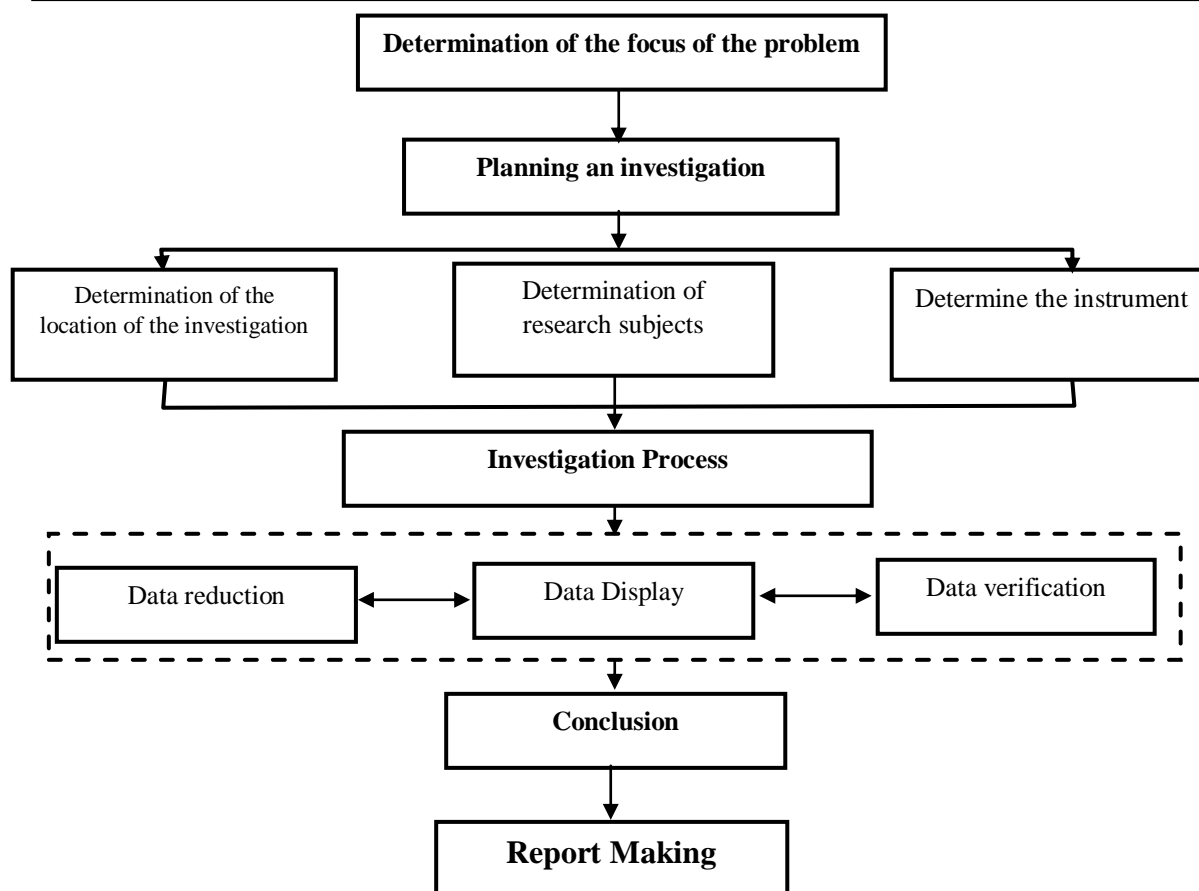 Determination of the focus of the problem
Planning an investigation
Determination of the
location of the investigation
Determination of
research subjects
Determine the instrument
Investigation Process
Data reduction
Data Display
Data verification
Conclusion
Report Making